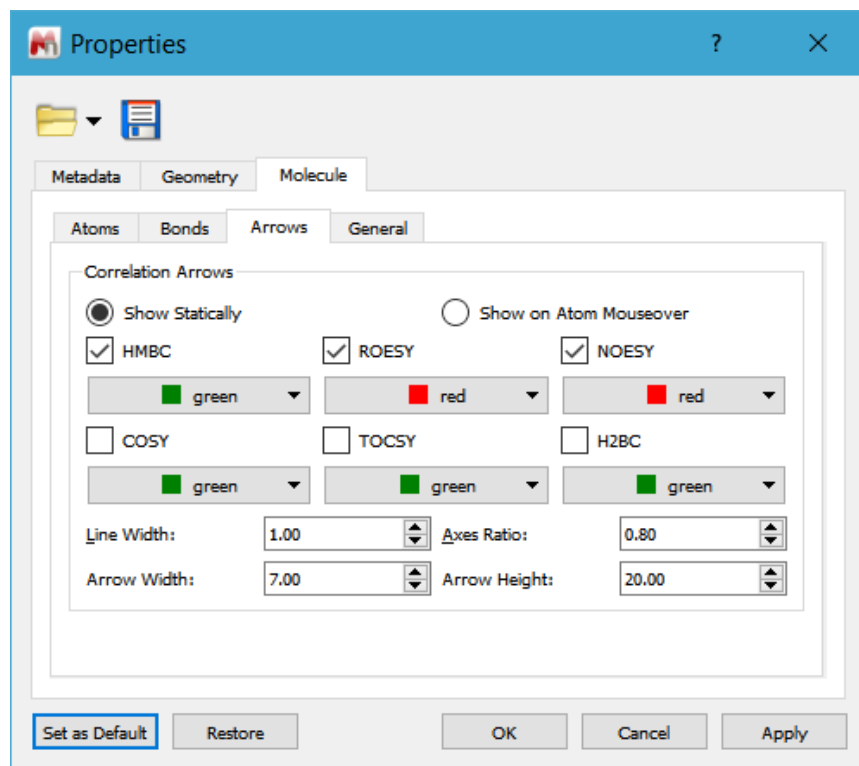 Properties ?
Metadata Geometry Molecule
Atoms Bonds Arrows General
Correlation Arrows
Show Statically Show on Atom Mouseover
HMBC ROESY NOESY
green red red
COSY TOCSY H2BC
green green green
Line Width: 1.00 Axes Ratio: 0.80
Arrow Width: 7.00 Arrow Height: 20.00
Set as Default Restore OK Cancel Apply